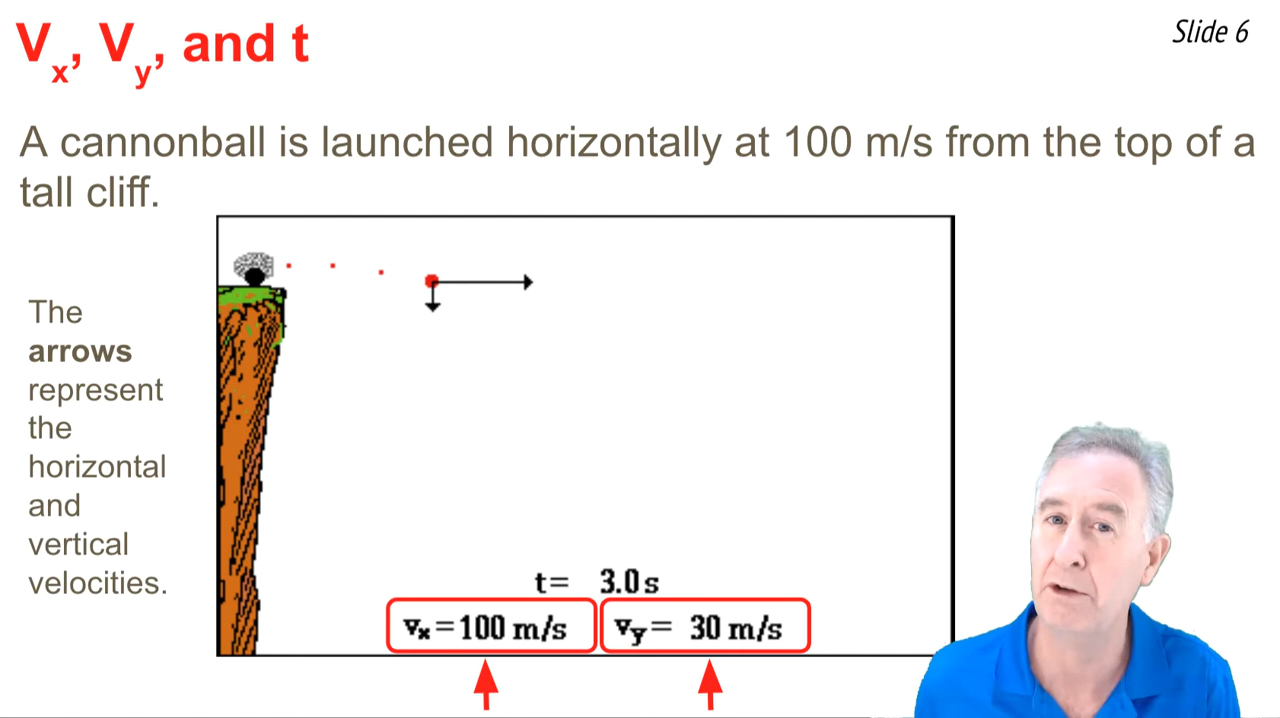 Vx, Vy, and t
Slide 6
A cannonball is launched horizontally at 100 m/s from the top of a
tall cliff.
The
arrows
represent
the
horizontal
and
vertical
velocities.
t= 3.0 s
vx = 100 m/s vy = 30 m/s